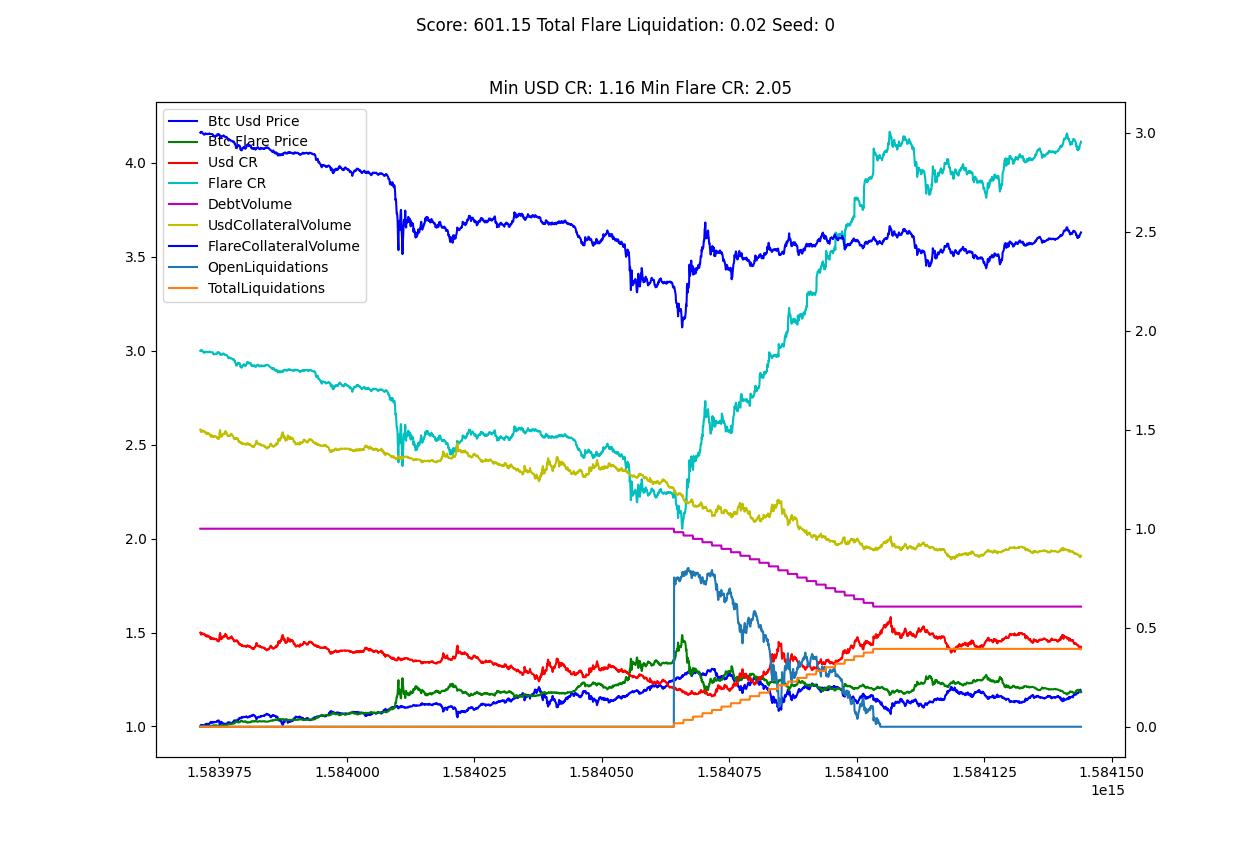 Score: 601.15 Total Flare Liquidation: 0.02 Seed: 0
Min USD CR: 1.16 Min Flare CR: 2.05
Btc Usd Price
Btc Flare Price
Usd CR
Flare CR
DebtVolume
UsdCollateralVolume
FlareCollateralVolume
OpenLiquidations
TotalLiquidations
4.0
3.5
3.0
2.5
2.0
1.5
1.0
3.0
2.5
2.0
1.5
1.0
0.5
0.0
1.583975 1.584000 1.584025 1.584050 1.584075 1.584100 1.584125 1.584150
1e15